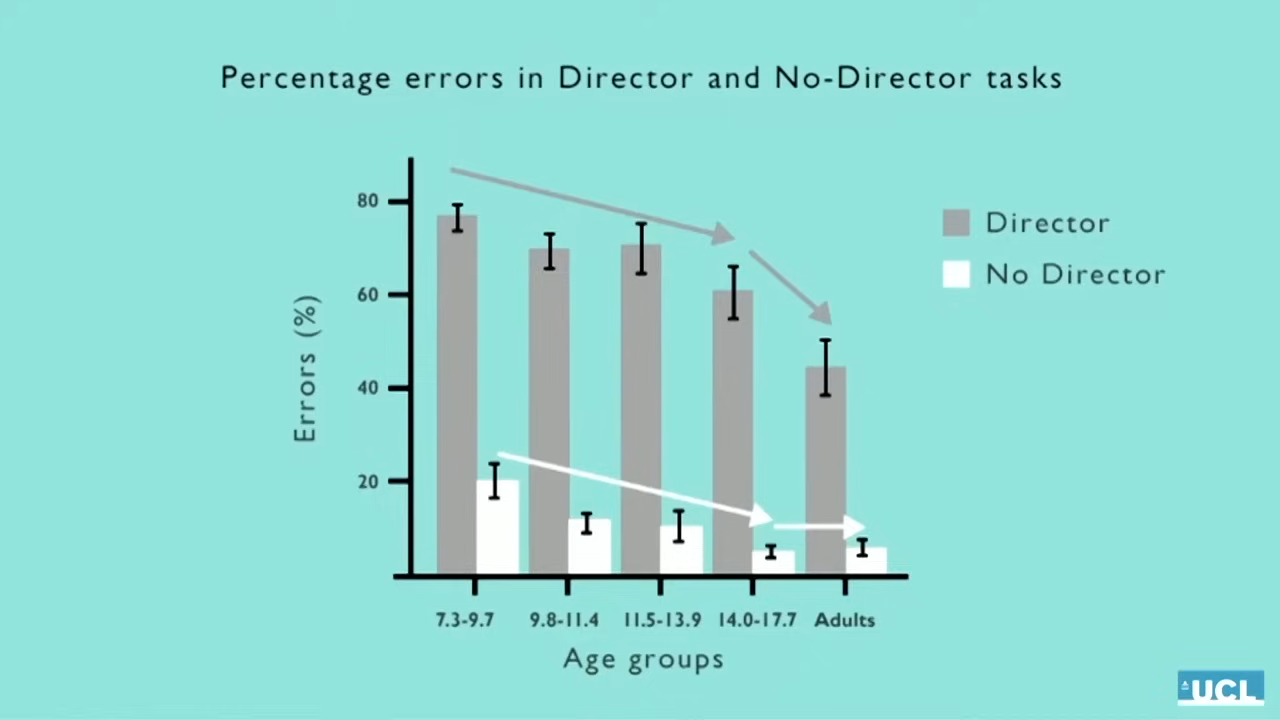 Percentage errors in Director and No-Director tasks
80
60
40
20
Errors (%)
Director
No Director
7.3-9.7 9.8-11.4 11.5-13.9 14.0-17.7 Adults
Age groups
UCL